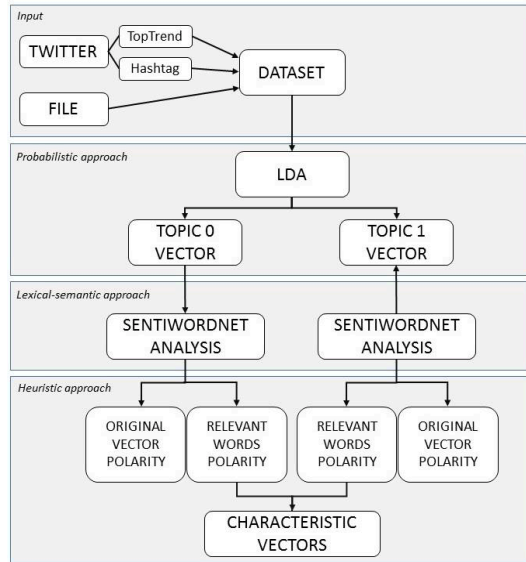 Input
TWITTER
TopTrend
Hashtag
FILE
DATASET
Probabilistic approach
LDA
TOPIC 0
VECTOR
TOPIC 1
VECTOR
Lexical-semantic approach
SENTIWORDNET
ANALYSIS
SENTIWORDNET
ANALYSIS
Heuristic approach
ORIGINAL
VECTOR
POLARITY
RELEVANT
WORDS
POLARITY
RELEVANT
WORDS
POLARITY
ORIGINAL
VECTOR
POLARITY
CHARACTERISTIC
VECTORS